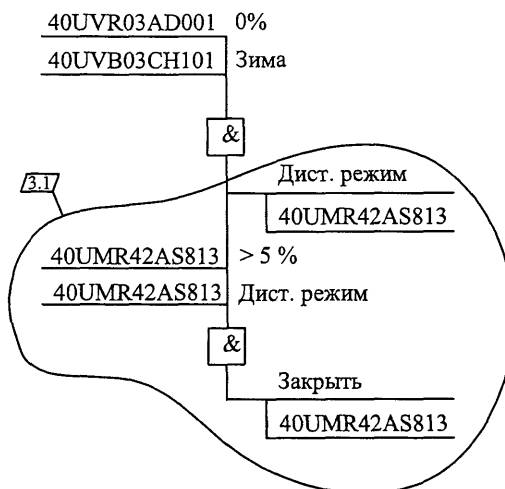 40UVR03AD001 0%
40UVB03CH101 Зима
&
3.1
Дист. режим
40UMR42AS813
40UMR42AS813 > 5 %
40UMR42AS813 Дист. режим
&
Закрыть
40UMR42AS813